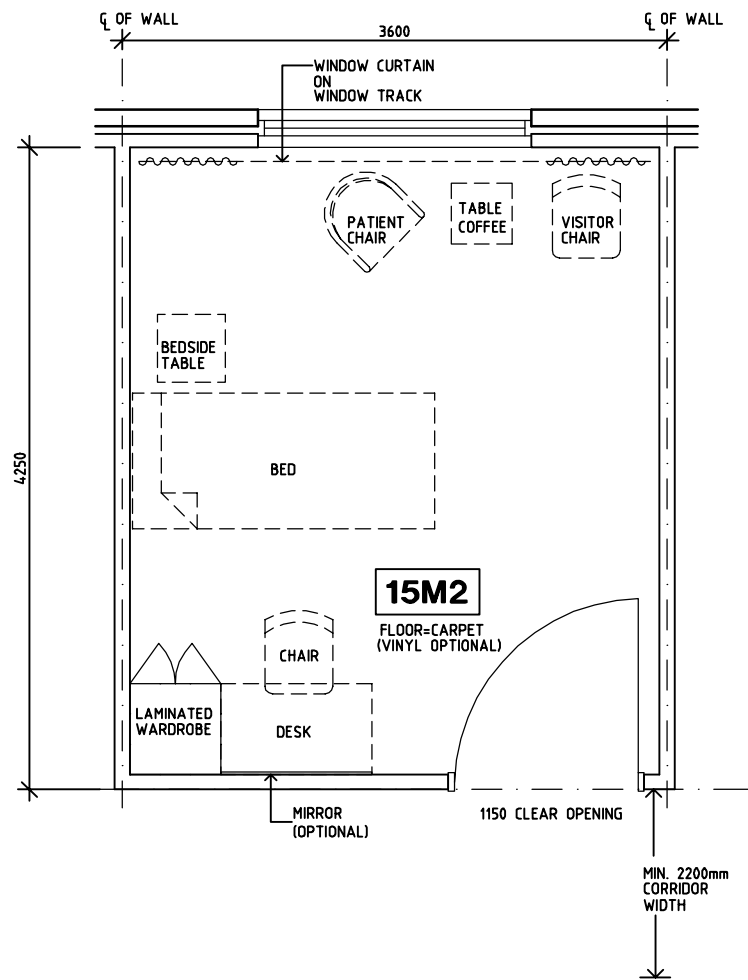 ℄ OF WALL
℄ OF WALL
3600
WINDOW CURTAIN
ON
WINDOW TRACK
PATIENT
CHAIR
TABLE
COFFEE
VISITOR
CHAIR
BEDSIDE
TABLE
4250
BED
15M2
FLOOR=CARPET
(VINYL OPTIONAL)
CHAIR
LAMINATED
WARDROBE
DESK
MIRROR
(OPTIONAL)
1150 CLEAR OPENING
MIN. 2200mm
CORRIDOR
WIDTH